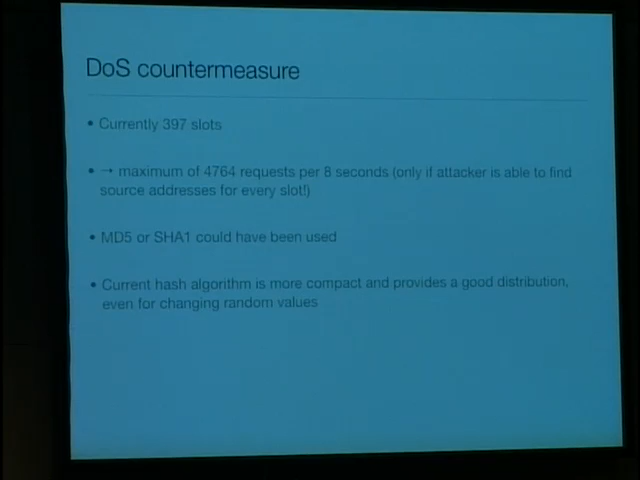 DoS countermeasure
• Currently 397 slots
• → maximum of 4764 requests per 8 seconds (only if attacker is able to find
source addresses for every slot!)
• MD5 or SHA1 could have been used
• Current hash algorithm is more compact and provides a good distribution,
even for changing random values